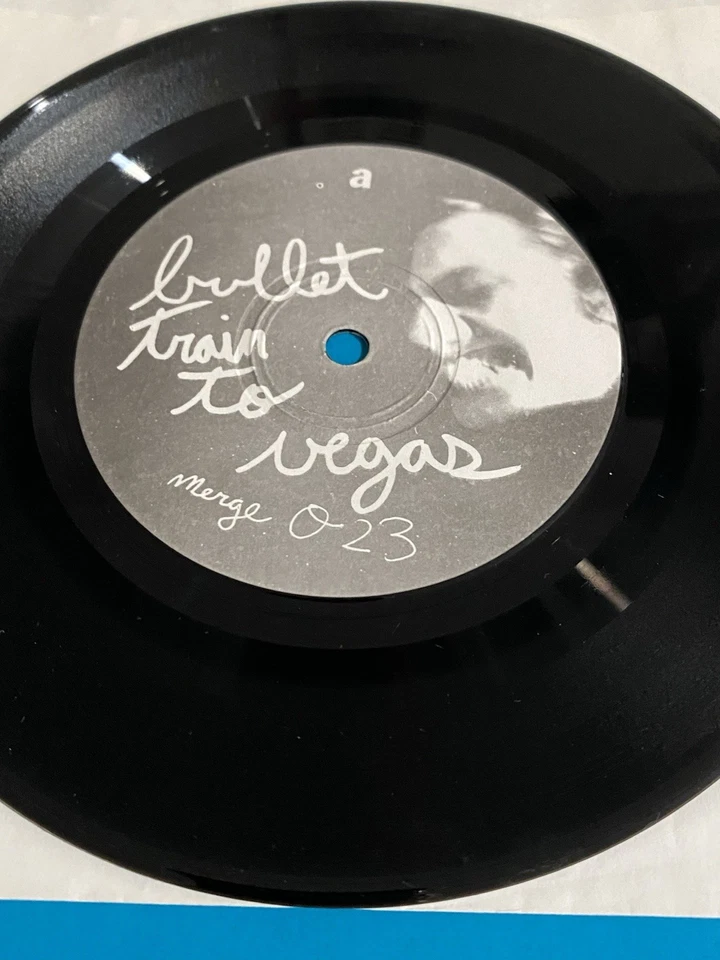 a
bullet
train
to
vegas
merge 023